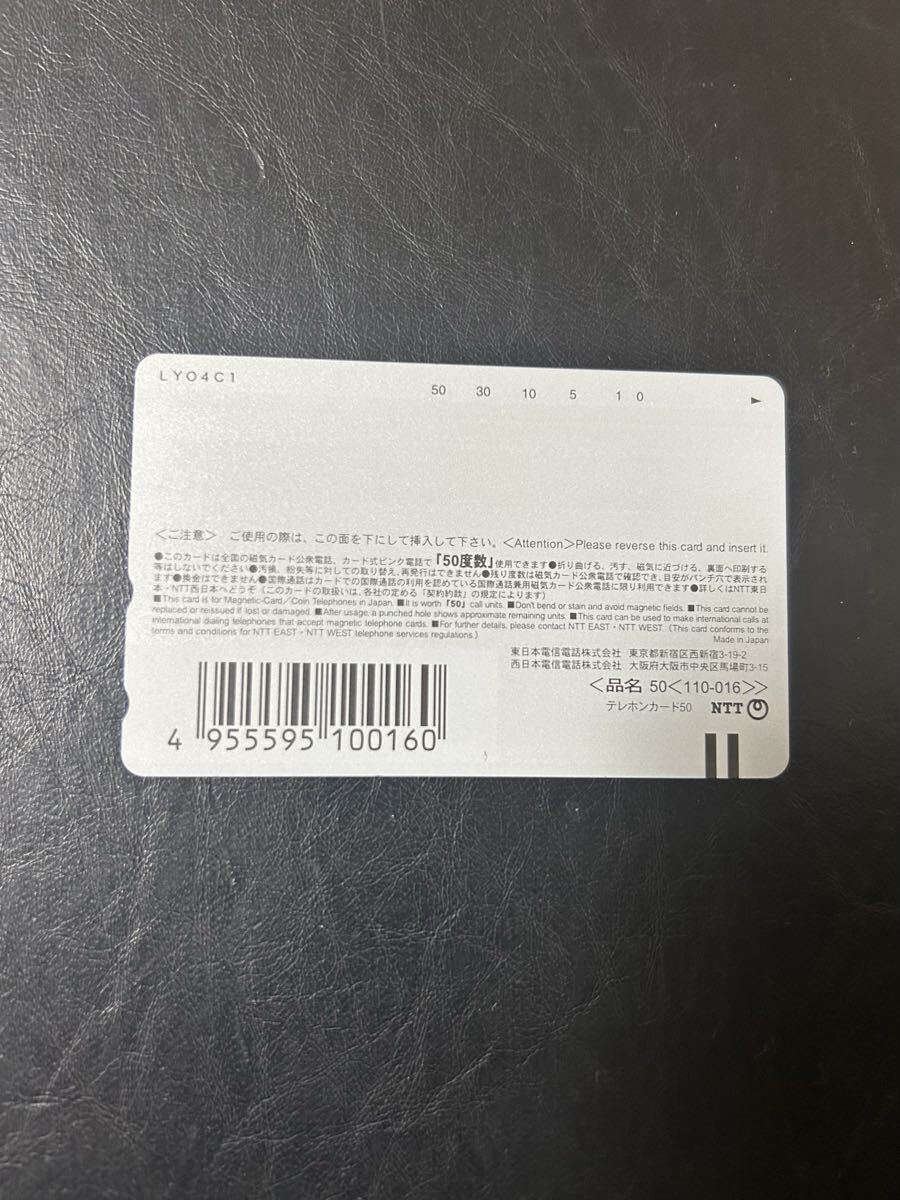 LY04C1
50 30 10 5 1 0
＜ご注意＞ ご使用の際は、この面を下にして挿入して下さい。＜Attention＞Please reverse this card and insert it.
●このカードは全国の磁気カード公衆電話、カード式ピンク電話で「50度数」使用できます●折り曲げる、汚す、磁気に近づける、裏面へ印刷する
等はしないでください●汚損、紛失等に対しての取り替え、再発行はできません●残り度数は磁気カード公衆電話で確認でき、目安がパンチ穴で表示され
ます●換金はできません●国際通話はカードでの国際通話の利用を認めている国際通話兼用磁気カード公衆電話に限り利用できます●詳しくはNTT東日
本・NTT西日本へどうぞ（このカードの取扱いは、各社の定める「契約約款」の規定によります）
■This card is for Magnetic-Card／Coin Telephones in Japan. ■It is worth「50」call units. ■Don't bend or stain and avoid magnetic fields. ■This card cannot be
replaced or reissued if lost or damaged. ■After usage, a punched hole shows approximate remaining units. ■This card can be used to make international calls at
international dialing telephones that accept magnetic telephone cards. ■For further details, please contact NTT EAST・NTT WEST. (This card conforms to the
terms and conditions for NTT EAST・NTT WEST telephone services regulations.)
Made in Japan
東日本電信電話株式会社 東京都新宿区西新宿3-19-2
西日本電信電話株式会社 大阪府大阪市中央区馬場町3-15
＜品名 50＜110-016＞＞
テレホンカード50 NTT
4 955595 100160